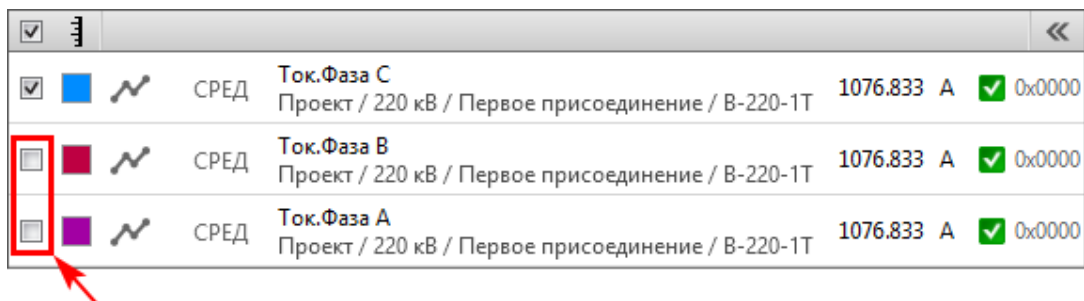 СРЕД Ток.Фаза С 1076.833 А 0x0000
Проект / 220 кВ / Первое присоединение / В-220-1Т
СРЕД Ток.Фаза В 1076.833 А 0x0000
Проект / 220 кВ / Первое присоединение / В-220-1Т
СРЕД Ток.Фаза А 1076.833 А 0x0000
Проект / 220 кВ / Первое присоединение / В-220-1Т